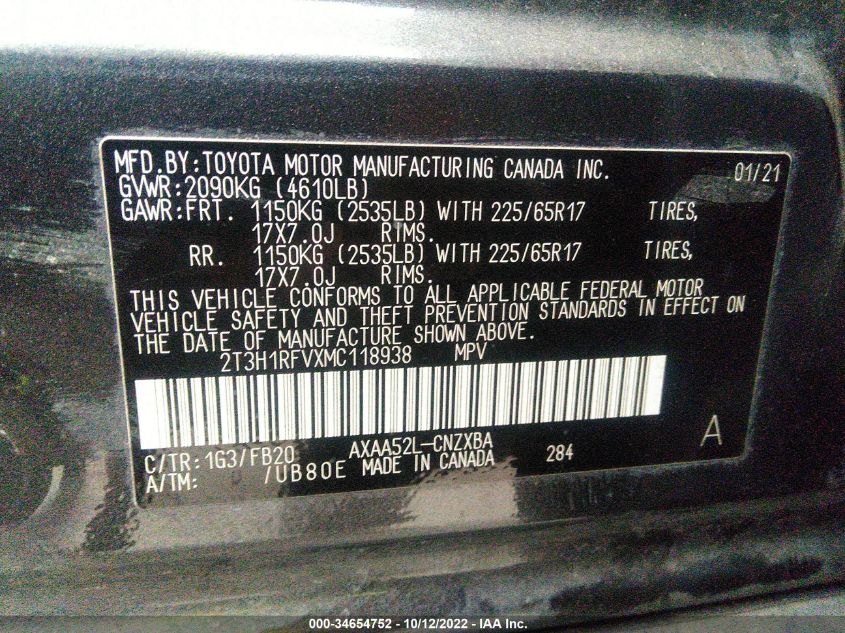 MFD.BY:TOYOTA MOTOR MANUFACTURING CANADA INC. 01/21
GVWR:2090KG (4610LB)
GAWR:FRT. 1150KG (2535LB) WITH 225/65R17 TIRES,
17X7.0J RIMS.
RR. 1150KG (2535LB) WITH 225/65R17 TIRES,
17X7.0J RIMS.
THIS VEHICLE CONFORMS TO ALL APPLICABLE FEDERAL MOTOR
VEHICLE SAFETY AND THEFT PREVENTION STANDARDS IN EFFECT ON
THE DATE OF MANUFACTURE SHOWN ABOVE.
2T3H1RFVXMC118938 MPV
C/TR:1G3/FB20 AXAA52L-CNZXBA 284 A
A/TM: /UB80E MADE IN CANADA
000-34654752 - 10/12/2022 - IAA Inc.